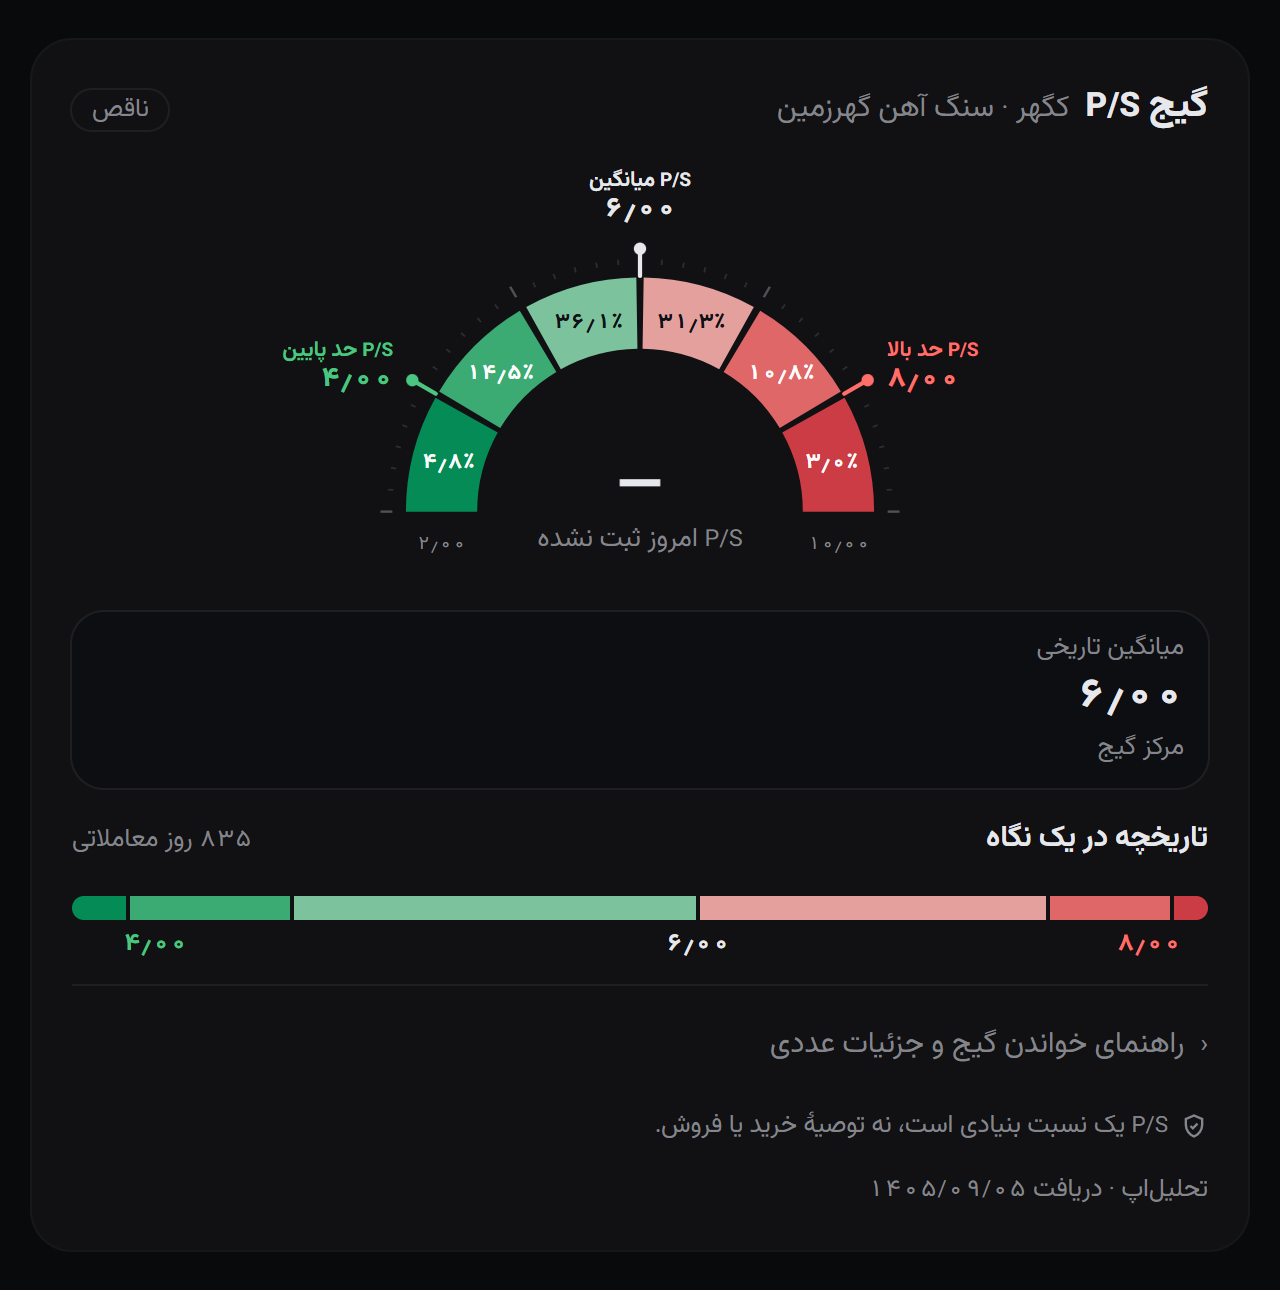 گیج P/S کگهر · سنگ آهن گهرزمین
ناقص
P/S میانگین
۶٫۰۰
P/S حد پایین
۴٫۰۰
P/S حد بالا
۸٫۰۰
۴٫۸٪
۱۴٫۵٪
۳۶٫۱٪
۳۱٫۳٪
۱۰٫۸٪
۳٫۰٪
—
P/S امروز ثبت نشده
۲٫۰۰
۱۰٫۰۰
میانگین تاریخی
۶٫۰۰
مرکز گیج
تاریخچه در یک نگاه
۸۳۵ روز معاملاتی
۴٫۰۰
۶٫۰۰
۸٫۰۰
‹ راهنمای خواندن گیج و جزئیات عددی
P/S یک نسبت بنیادی است، نه توصیهٔ خرید یا فروش.
تحلیل‌اپ · دریافت ۱۴۰۵/۰۹/۰۵